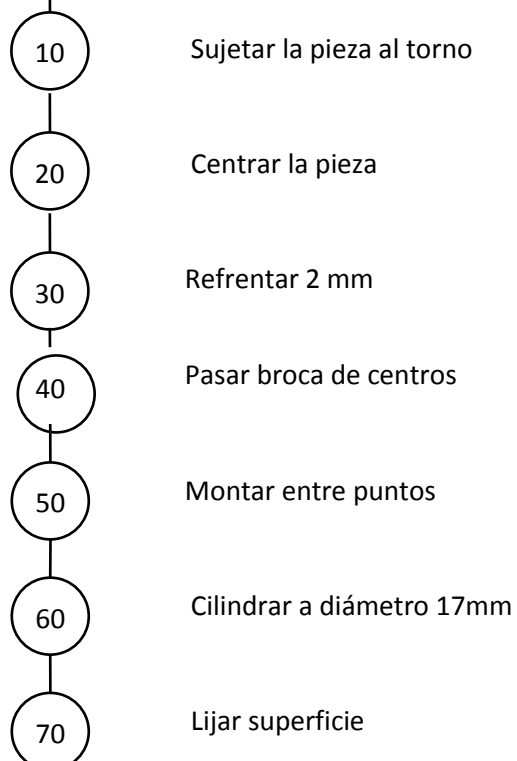 10 Sujetar la pieza al torno
20 Centrar la pieza
30 Refrentar 2 mm
40 Pasar broca de centros
50 Montar entre puntos
60 Cilindrar a diámetro 17mm
70 Lijar superficie